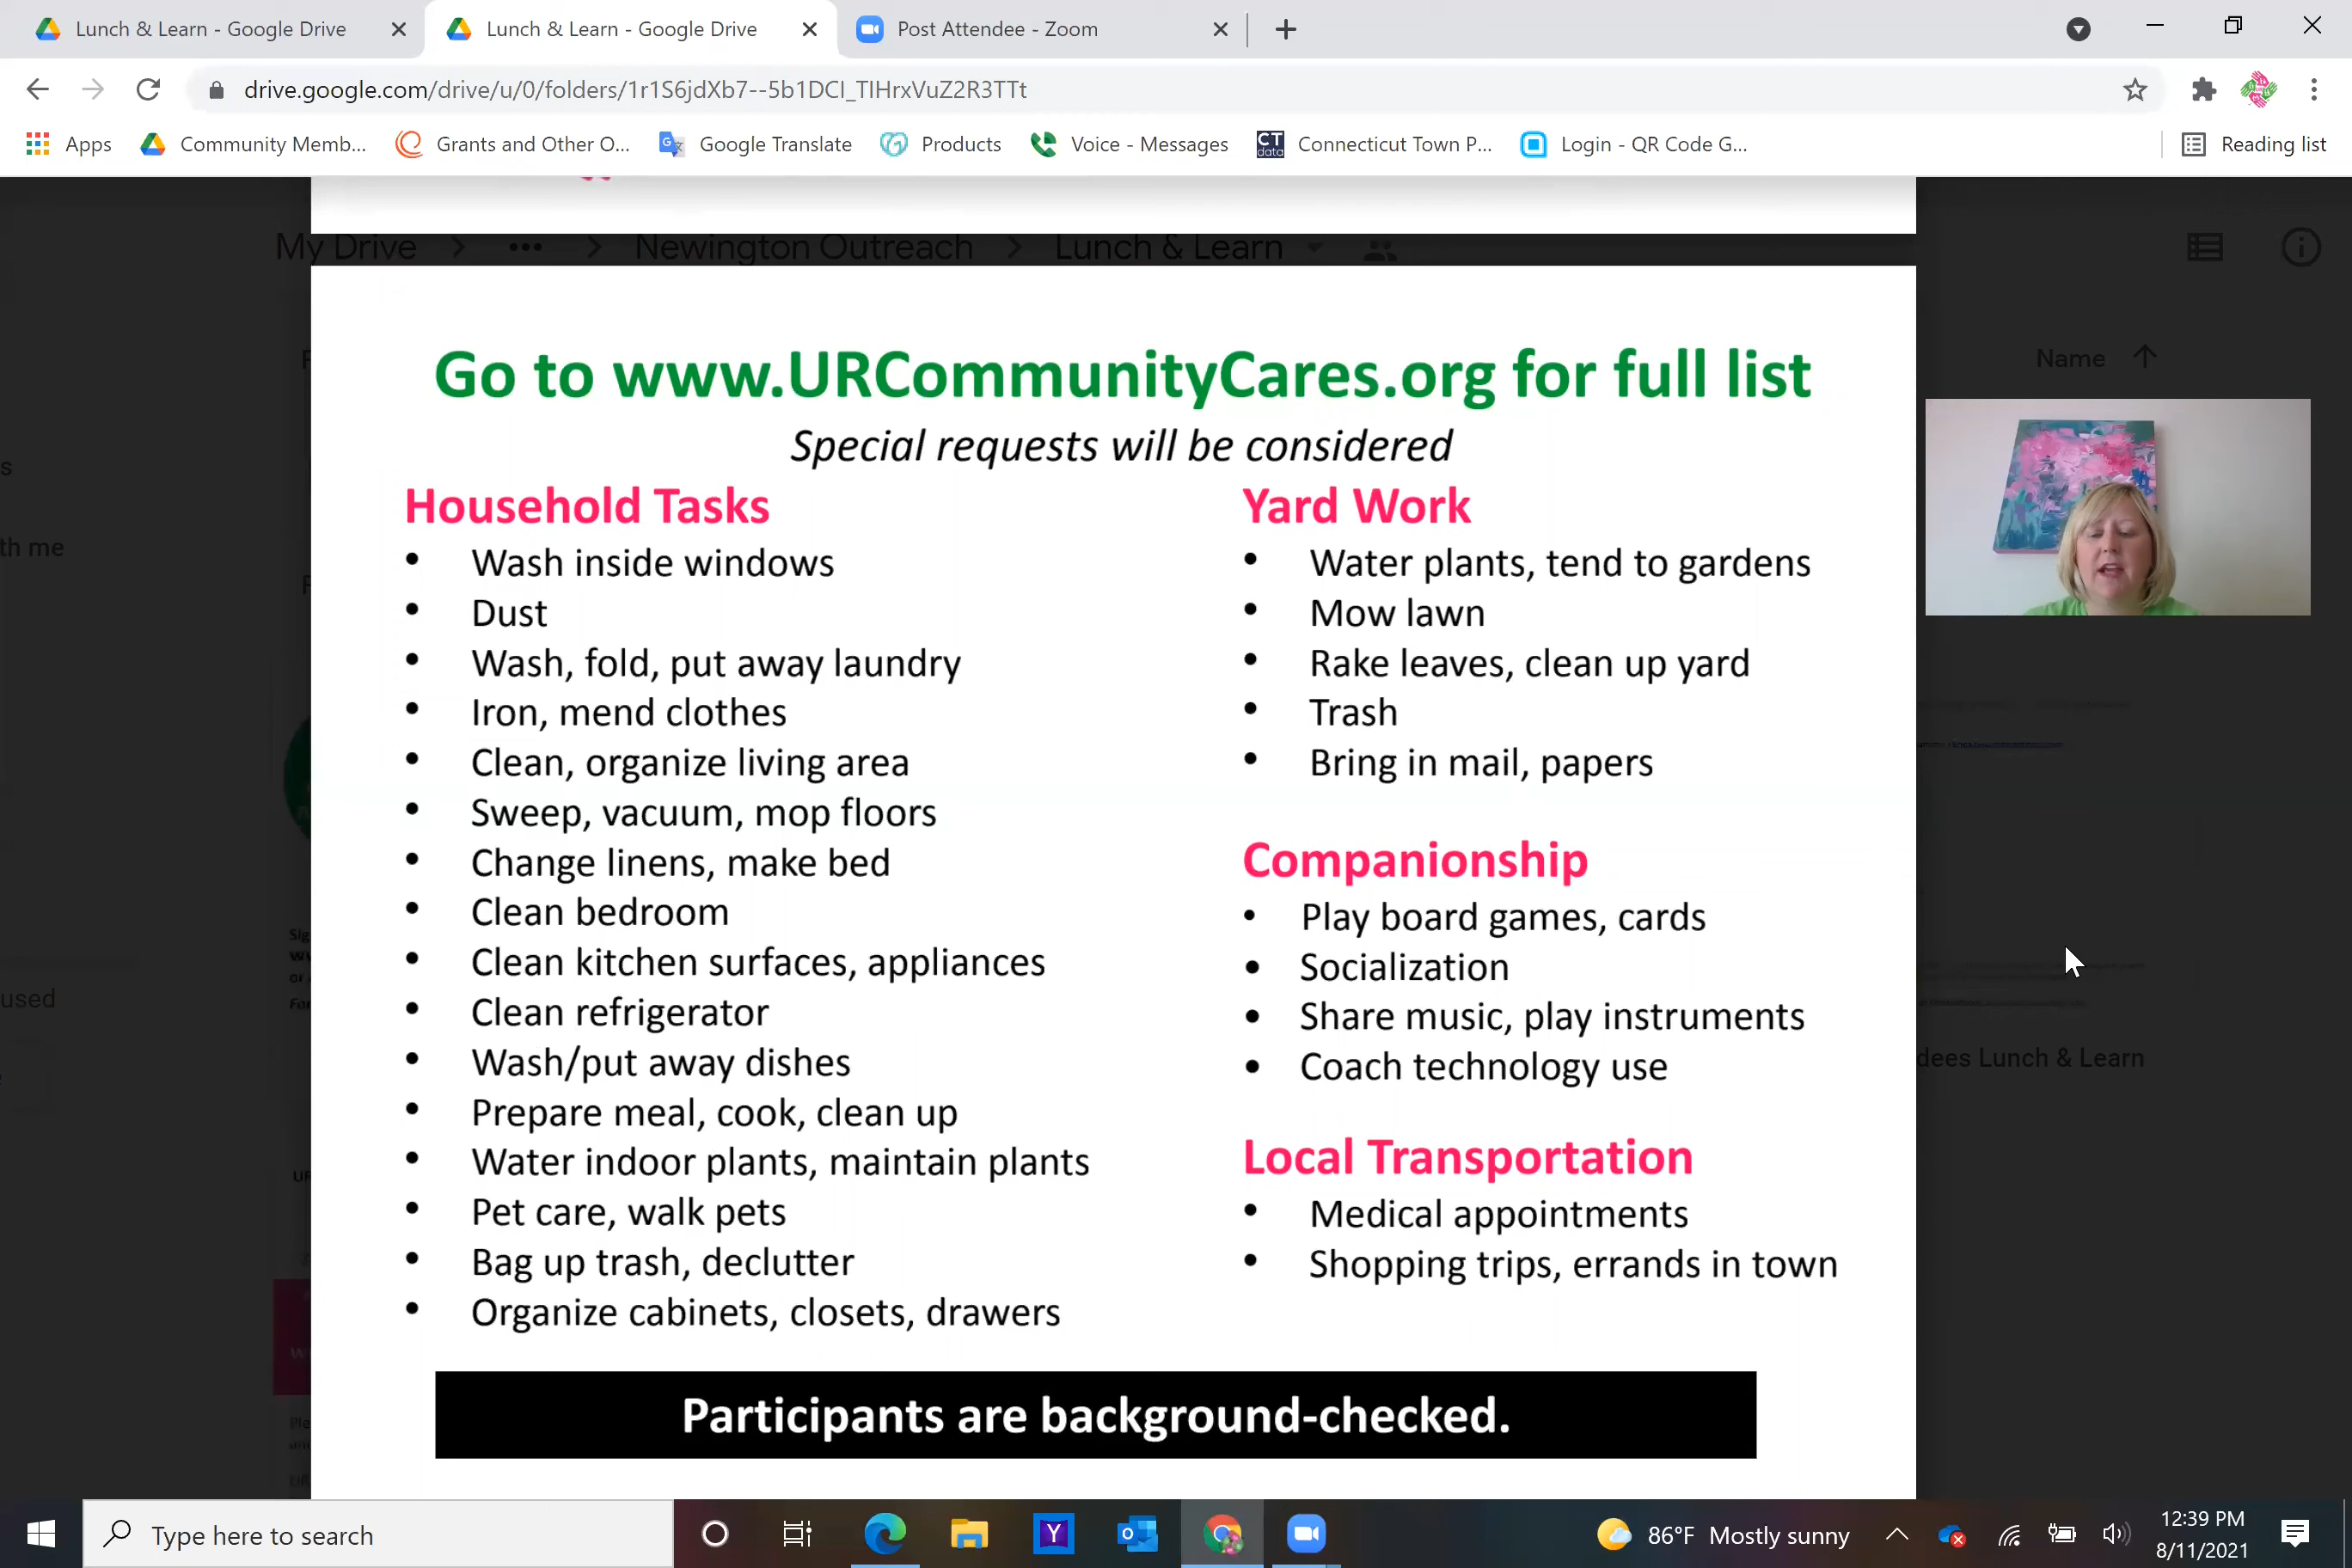 Lunch & Learn - Google Drive
Lunch & Learn - Google Drive
Post Attendee - Zoom
drive.google.com/drive/u/0/folders/1r1S6jdXb7--5b1DCI_TIHrxVuZ2R3TTt
Apps
Community Memb...
Grants and Other O...
Google Translate
Products
Voice - Messages
Connecticut Town P...
Login - QR Code G...
Reading list
My Drive > ... > Newington Outreach > Lunch & Learn
Name
Go to www.URCommunityCares.org for full list
Special requests will be considered
Household Tasks
• Wash inside windows
• Dust
• Wash, fold, put away laundry
• Iron, mend clothes
• Clean, organize living area
• Sweep, vacuum, mop floors
• Change linens, make bed
• Clean bedroom
• Clean kitchen surfaces, appliances
• Clean refrigerator
• Wash/put away dishes
• Prepare meal, cook, clean up
• Water indoor plants, maintain plants
• Pet care, walk pets
• Bag up trash, declutter
• Organize cabinets, closets, drawers
Yard Work
• Water plants, tend to gardens
• Mow lawn
• Rake leaves, clean up yard
• Trash
• Bring in mail, papers
Companionship
• Play board games, cards
• Socialization
• Share music, play instruments
• Coach technology use
Local Transportation
• Medical appointments
• Shopping trips, errands in town
Participants are background-checked.
th me
used
dees Lunch & Learn
Type here to search
86°F Mostly sunny
12:39 PM
8/11/2021